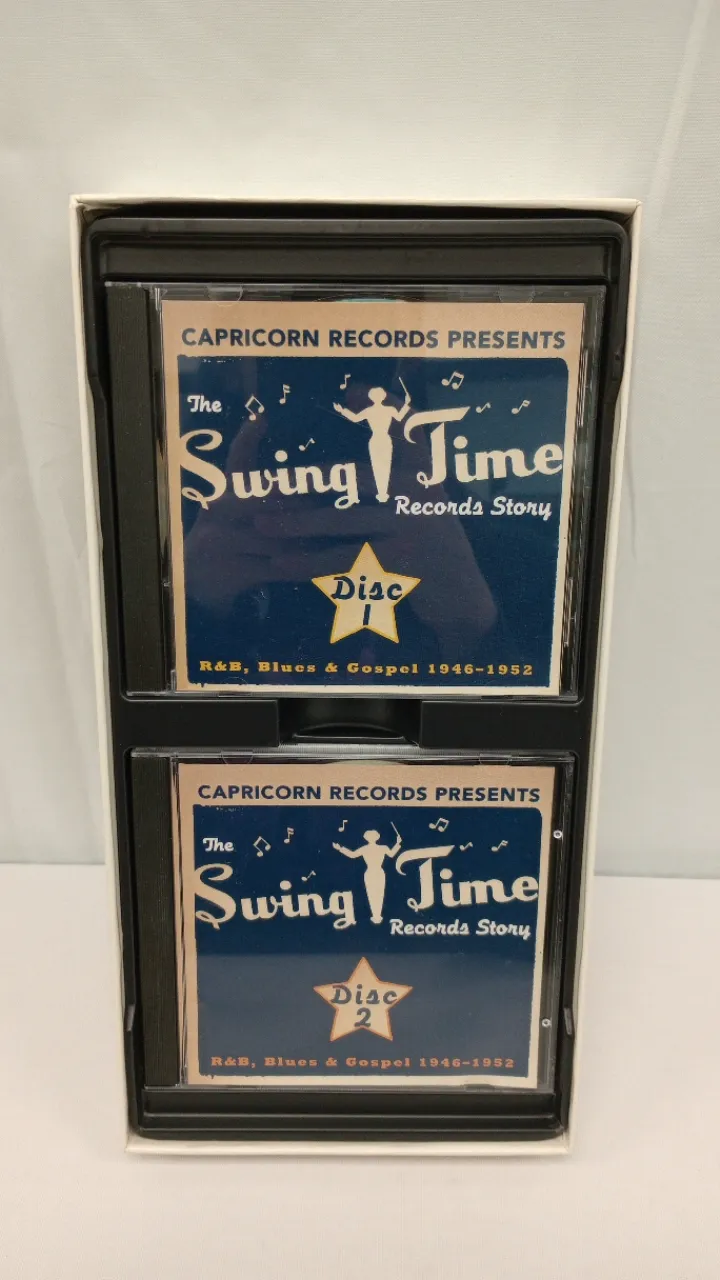 CAPRICORN RECORDS PRESENTS
The
Swing Time
Records Story
Disc
1
R&B, Blues & Gospel 1946-1952
CAPRICORN RECORDS PRESENTS
The
Swing Time
Records Story
Disc
2
R&B, Blues & Gospel 1946-1952